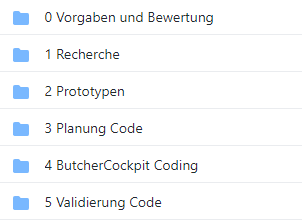 0 Vorgaben und Bewertung
1 Recherche
2 Prototypen
3 Planung Code
4 ButcherCockpit Coding
5 Validierung Code